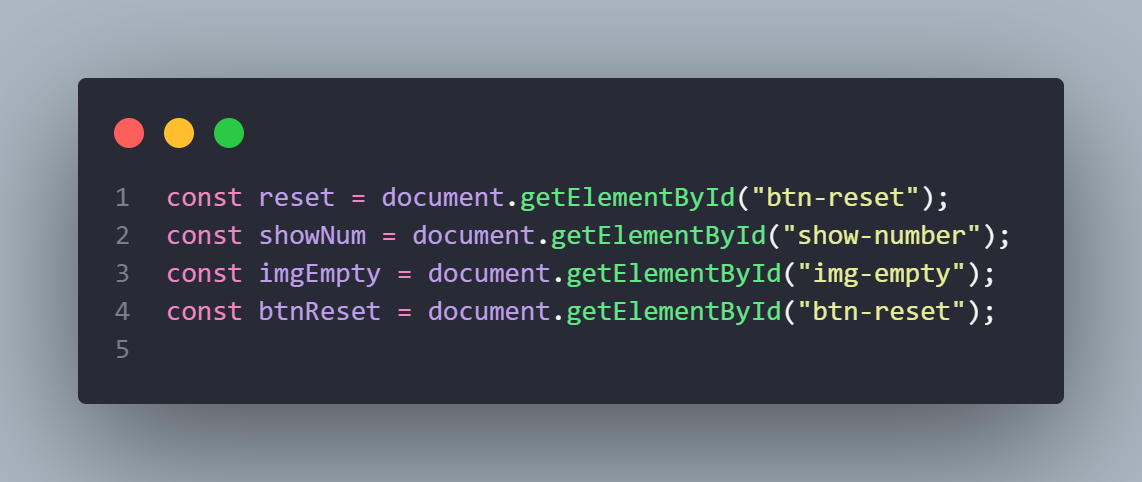 1 const reset = document.getElementById("btn-reset");
2 const showNum = document.getElementById("show-number");
3 const imgEmpty = document.getElementById("img-empty");
4 const btnReset = document.getElementById("btn-reset");
5